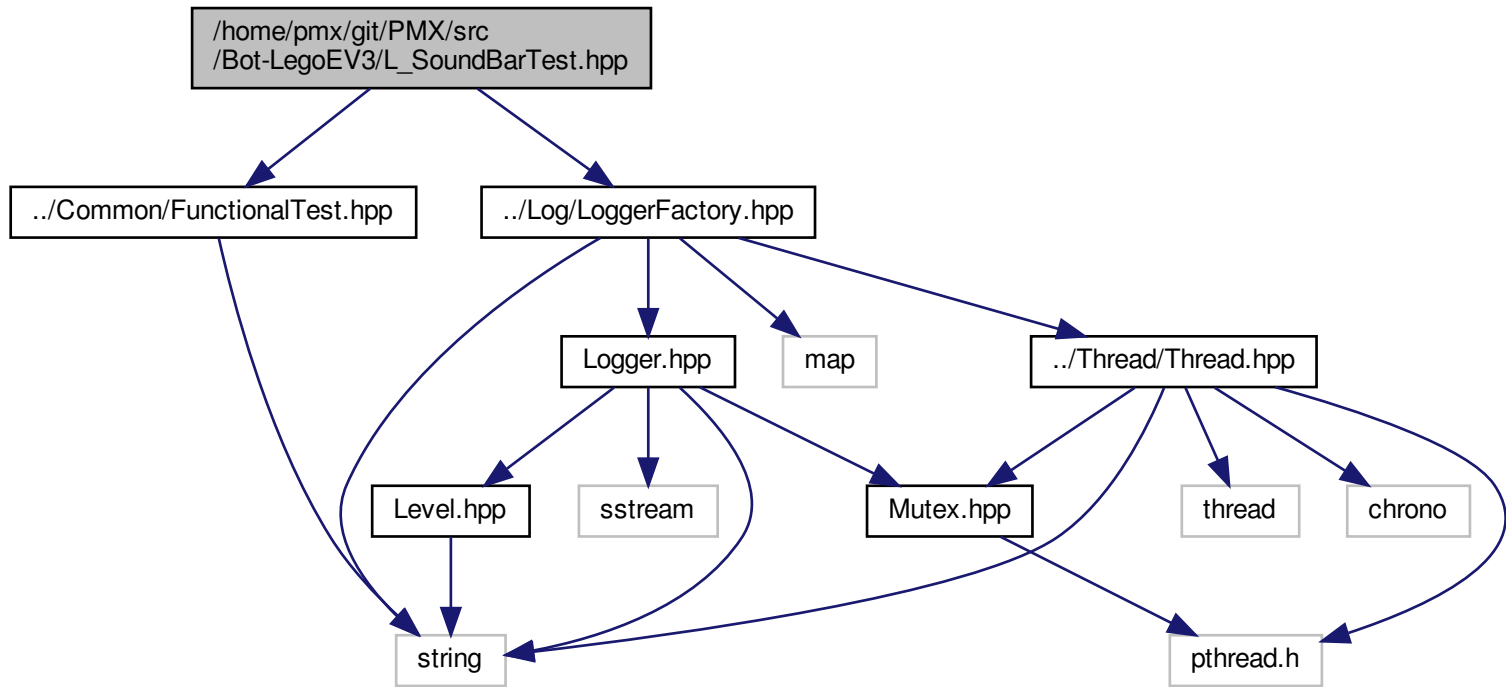 /home/pmx/git/PMX/src
/Bot-LegoEV3/L_SoundBarTest.hpp
../Common/FunctionalTest.hpp
../Log/LoggerFactory.hpp
Logger.hpp
map
../Thread/Thread.hpp
Level.hpp
sstream
Mutex.hpp
thread
chrono
string
pthread.h